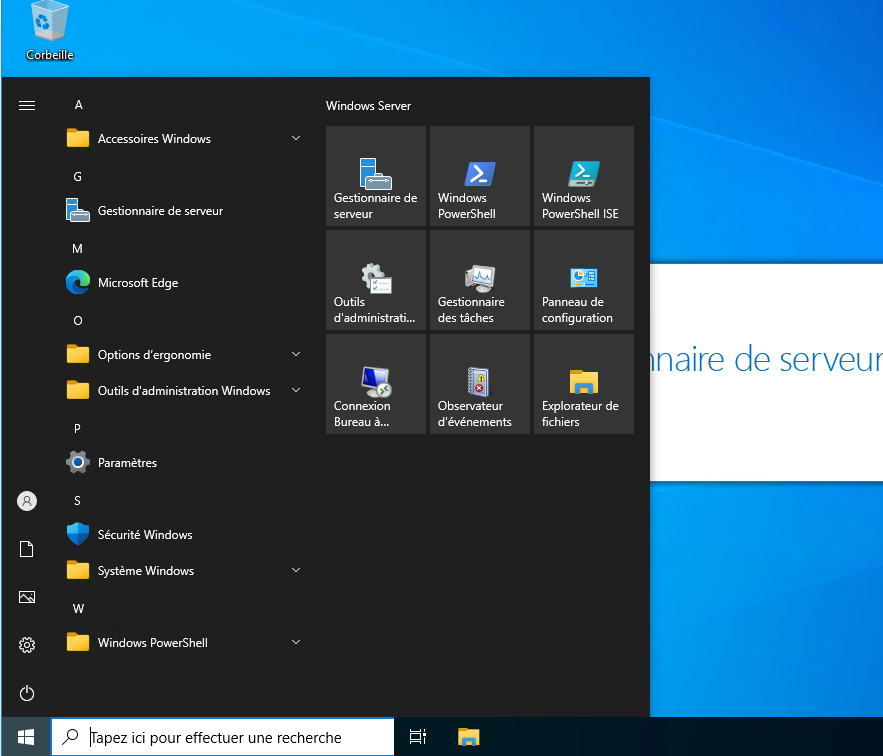 Corbeille
A
Accessoires Windows
G
Gestionnaire de serveur
M
Microsoft Edge
O
Options d'ergonomie
Outils d'administration Windows
P
Paramètres
S
Sécurité Windows
Système Windows
W
Windows PowerShell
Windows Server
Gestionnaire de
serveur
Windows
PowerShell
Windows
PowerShell ISE
Outils
d'administrati...
Gestionnaire
des tâches
Panneau de
configuration
Connexion
Bureau à...
Observateur
d'événements
Explorateur de
fichiers
nnaire de serveur
Tapez ici pour effectuer une recherche